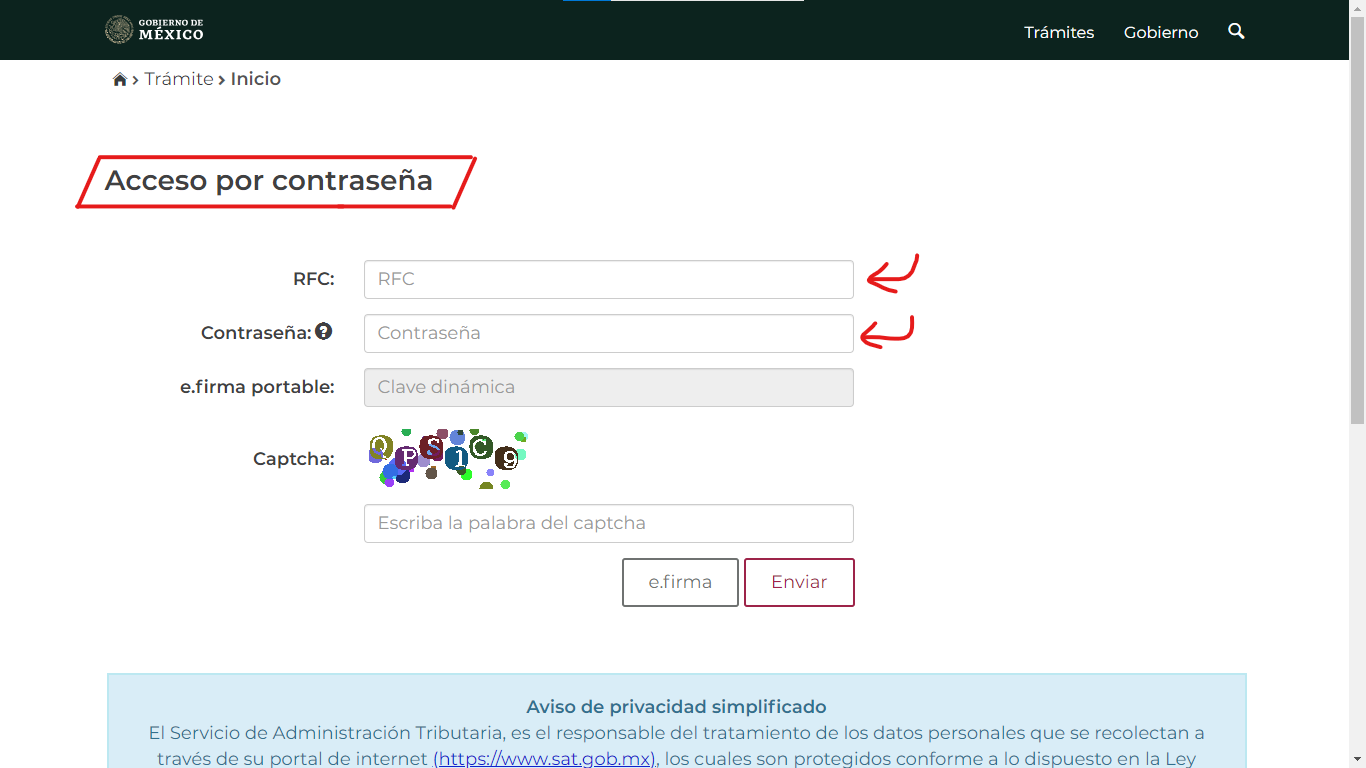 GOBIERNO DE
MÉXICO
Trámites Gobierno
Trámite Inicio
Acceso por contraseña
RFC: RFC
Contraseña: ? Contraseña
e.firma portable: Clave dinámica
Captcha: QPS1C9
Escriba la palabra del captcha
e.firma Enviar
Aviso de privacidad simplificado
El Servicio de Administración Tributaria, es el responsable del tratamiento de los datos personales que se recolectan a
través de su portal de internet (https://www.sat.gob.mx), los cuales son protegidos conforme a lo dispuesto en la Ley